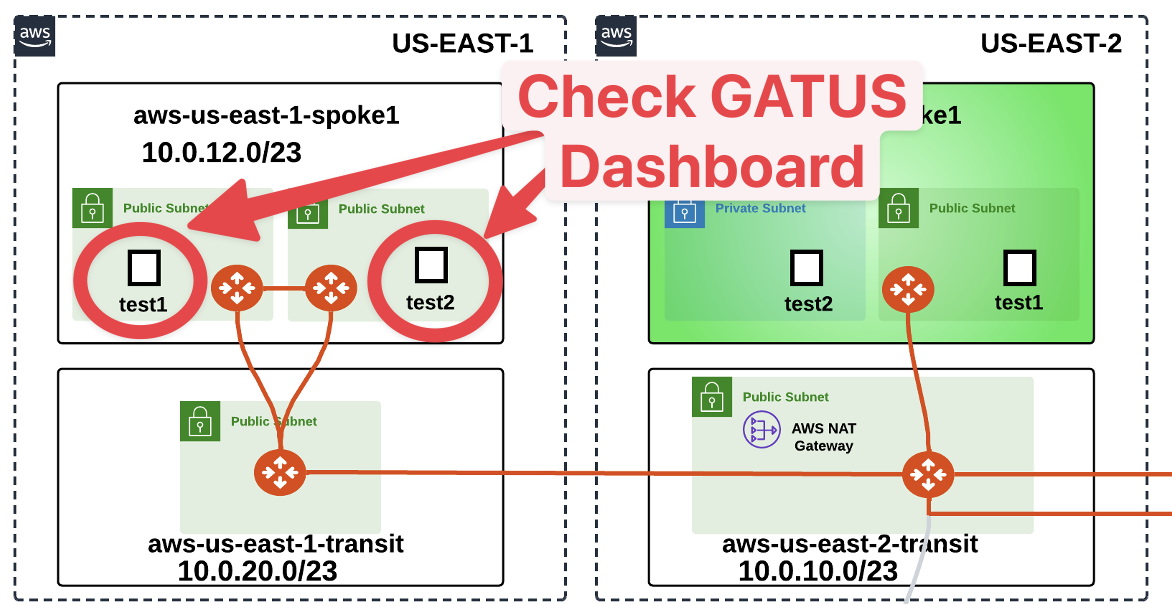 aws
US-EAST-1
aws
US-EAST-2
Check GATUS
Dashboard
aws-us-east-1-spoke1
10.0.12.0/23
ke1
Public Subnet
Public Subnet
Private Subnet
Public Subnet
test1
test2
test2
test1
Public Subnet
Public Subnet
AWS NAT
Gateway
aws-us-east-1-transit
10.0.20.0/23
aws-us-east-2-transit
10.0.10.0/23